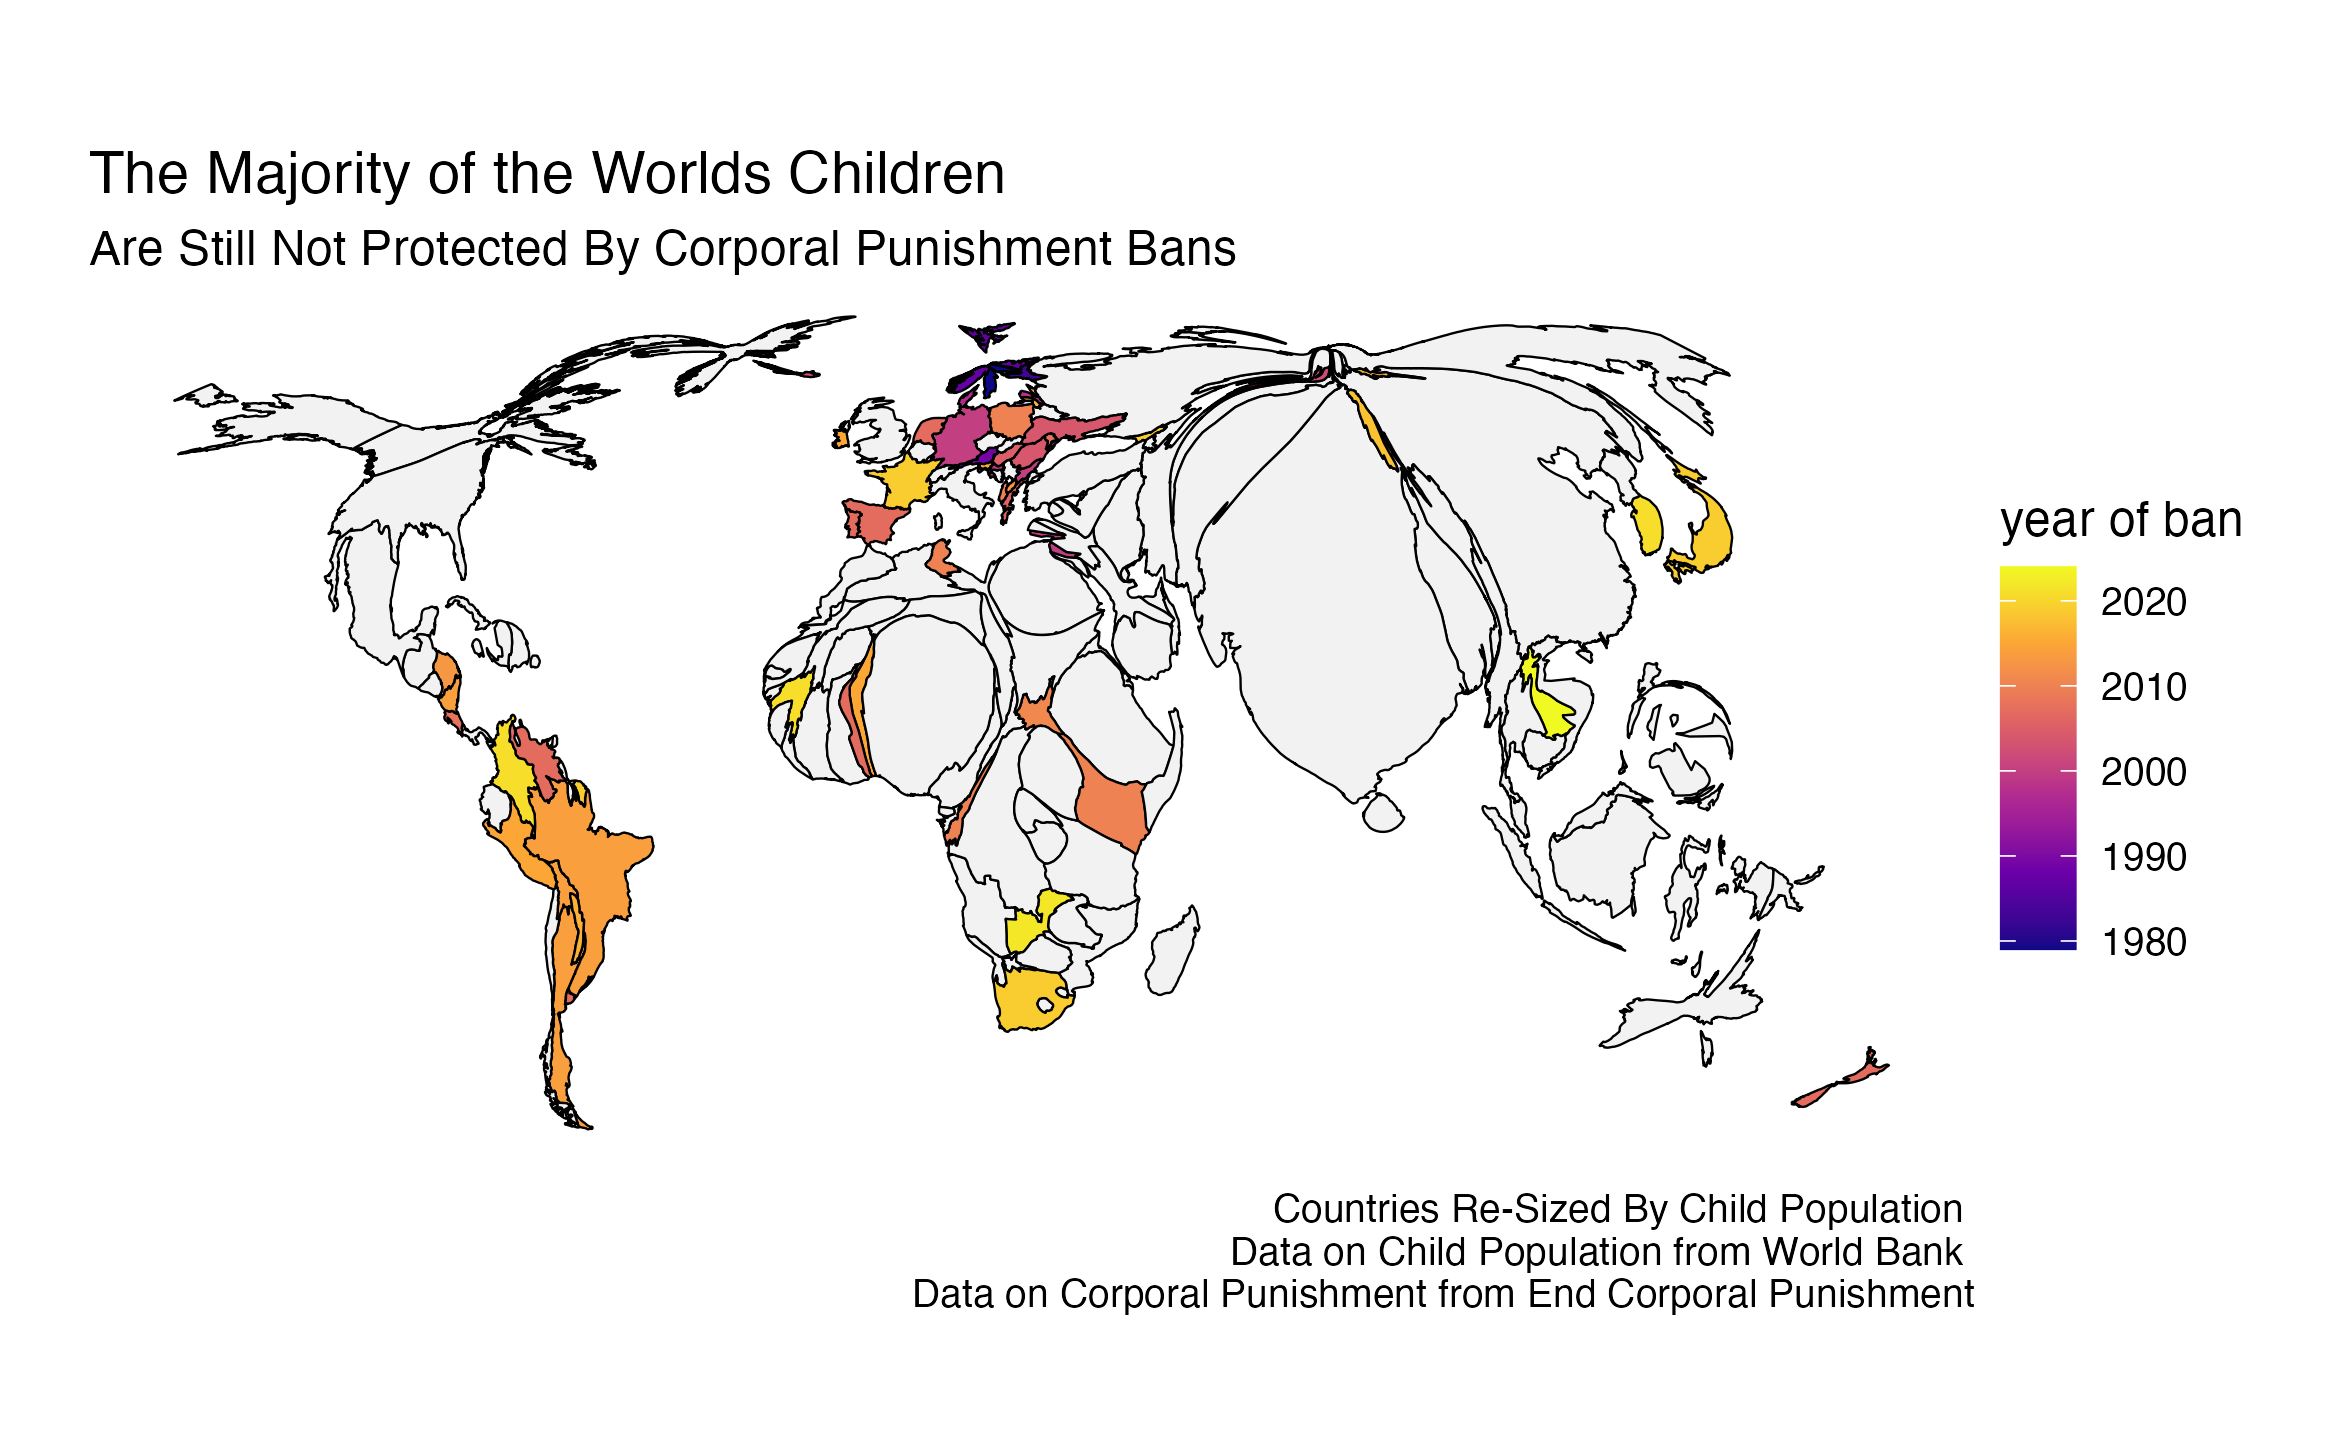 The Majority of the Worlds Children
Are Still Not Protected By Corporal Punishment Bans
year of ban
2020
2010
2000
1990
1980
Countries Re-Sized By Child Population
Data on Child Population from World Bank
Data on Corporal Punishment from End Corporal Punishment